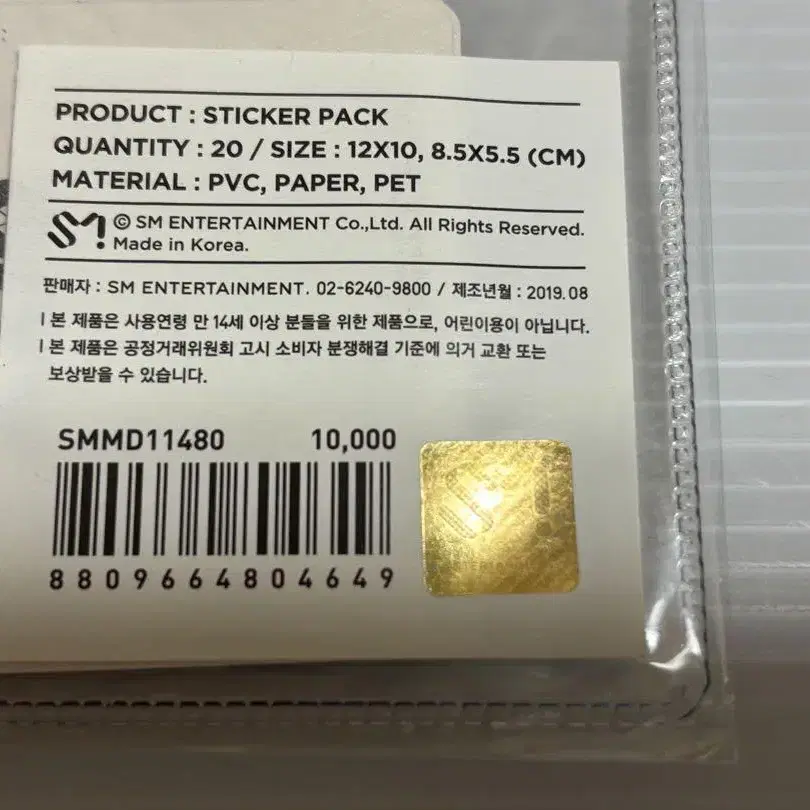 PRODUCT : STICKER PACK
QUANTITY : 20 / SIZE : 12X10, 8.5X5.5 (CM)
MATERIAL : PVC, PAPER, PET
SM! © SM ENTERTAINMENT Co.,Ltd. All Rights Reserved.
Made in Korea.
판매자 : SM ENTERTAINMENT. 02-6240-9800 / 제조년월 : 2019.08
l 본 제품은 사용연령 만 14세 이상 분들을 위한 제품으로, 어린이용이 아닙니다.
l 본 제품은 공정거래위원회 고시 소비자 분쟁해결 기준에 의거 교환 또는
보상받을 수 있습니다.
SMMD11480 10,000
8809664804649